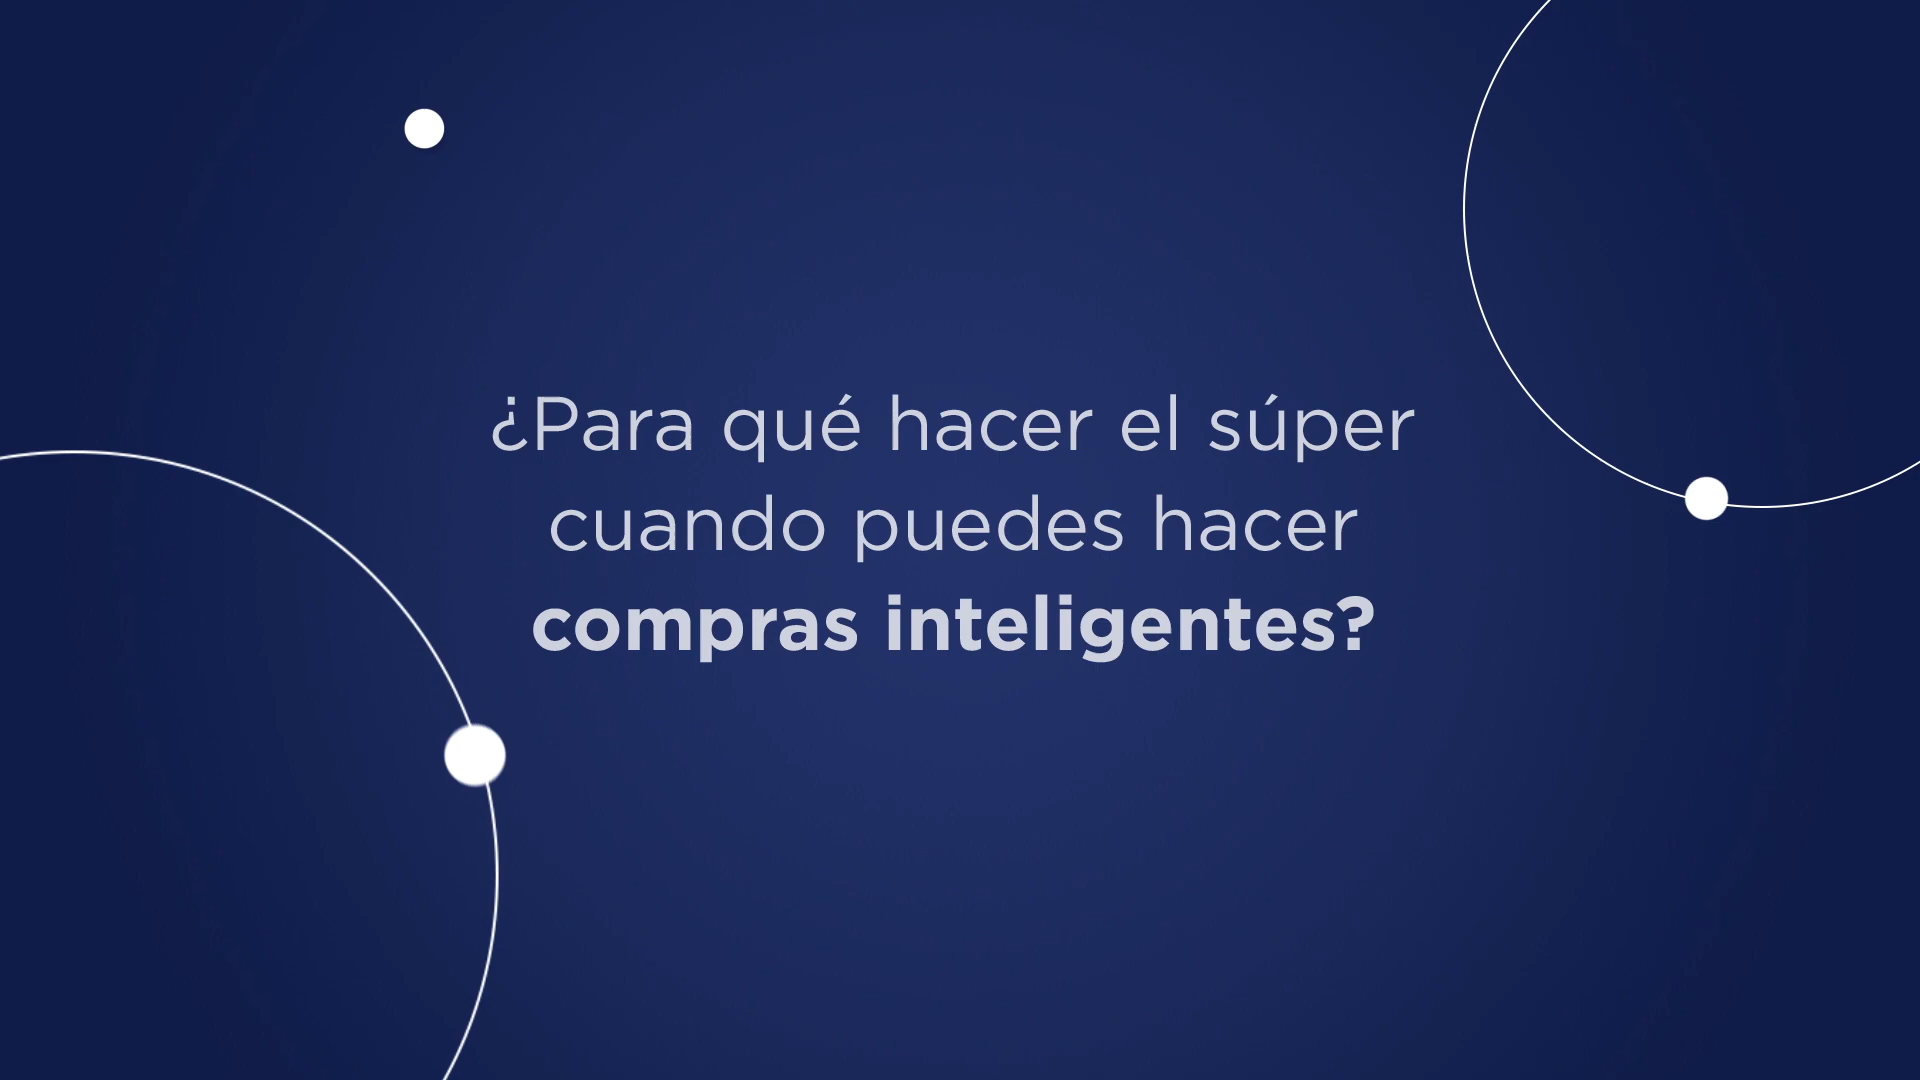 ¿Para qué hacer el súper
cuando puedes hacer
compras inteligentes?